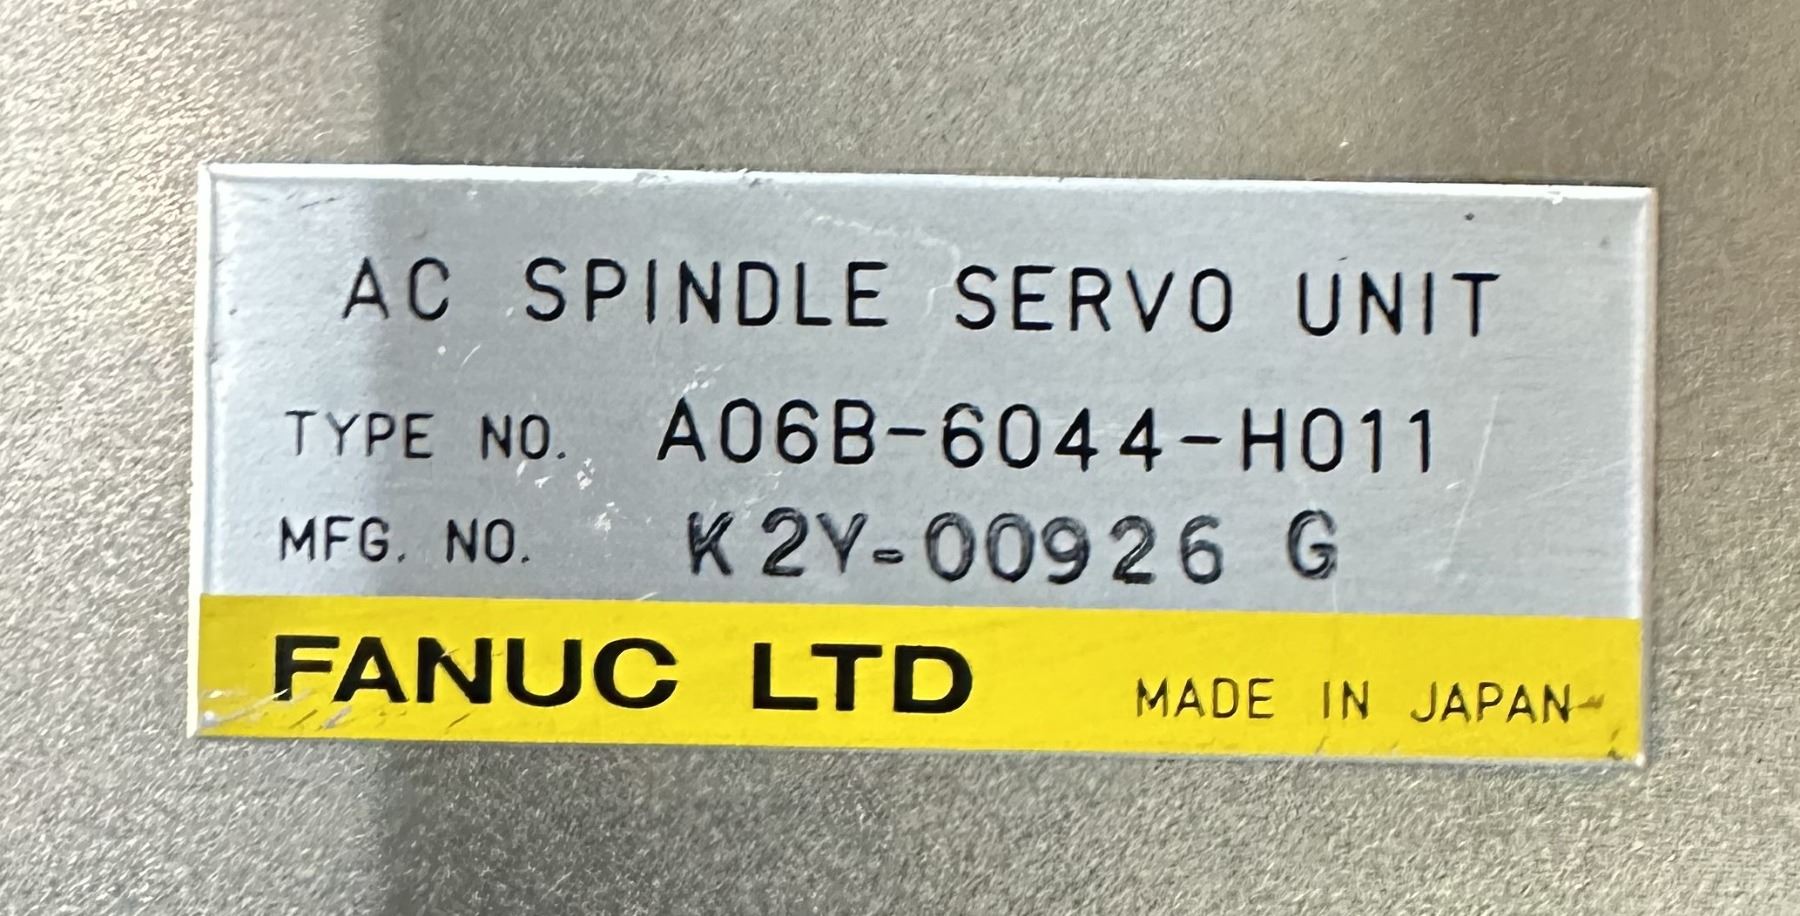 AC SPINDLE SERVO UNIT
TYPE NO. A06B-6044-H011
MFG. NO. K2Y-00926 G
FANUC LTD MADE IN JAPAN